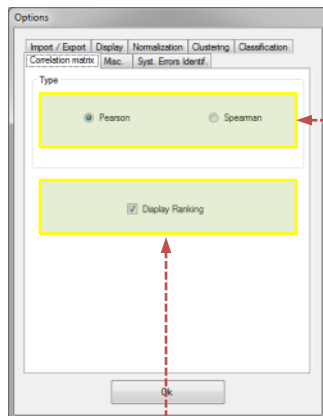 Options
Import / Export Display Normalization Clustering Classification
Correlation matrix Misc. Syst. Errors Identif.
Type
Pearson Spearman
Display Ranking
Ok